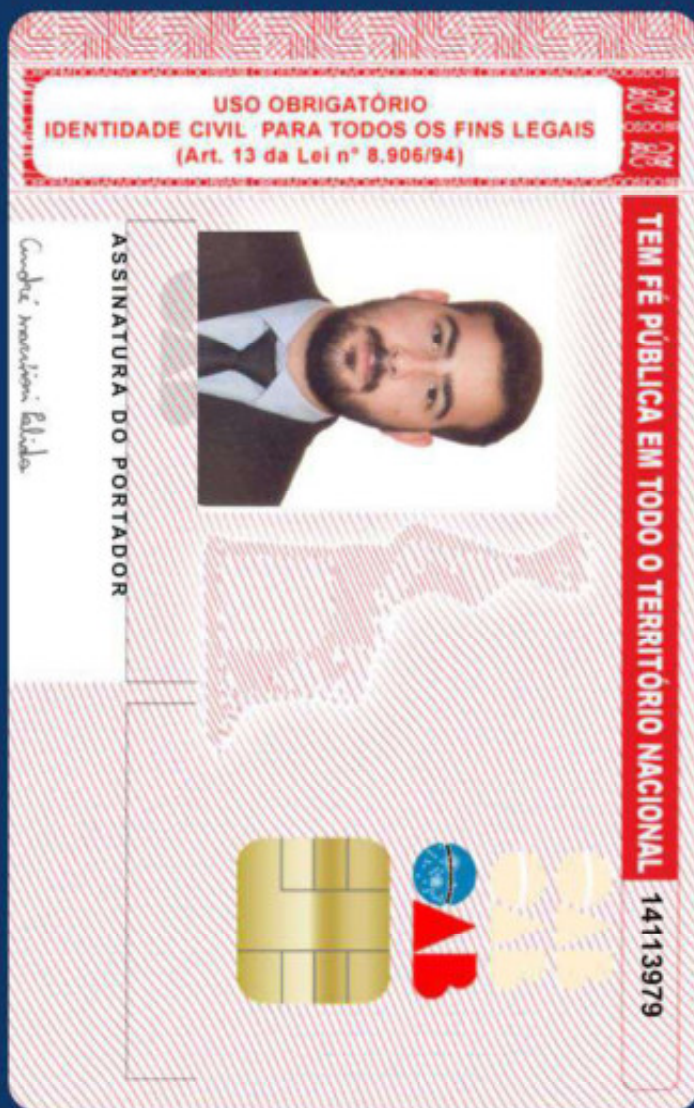 USO OBRIGATÓRIO
IDENTIDADE CIVIL PARA TODOS OS FINS LEGAIS
(Art. 13 da Lei n° 8.906/94)
TEM FÉ PÚBLICA EM TODO O TERRITÓRIO NACIONAL
14113979
OAB
ASSINATURA DO PORTADOR
André